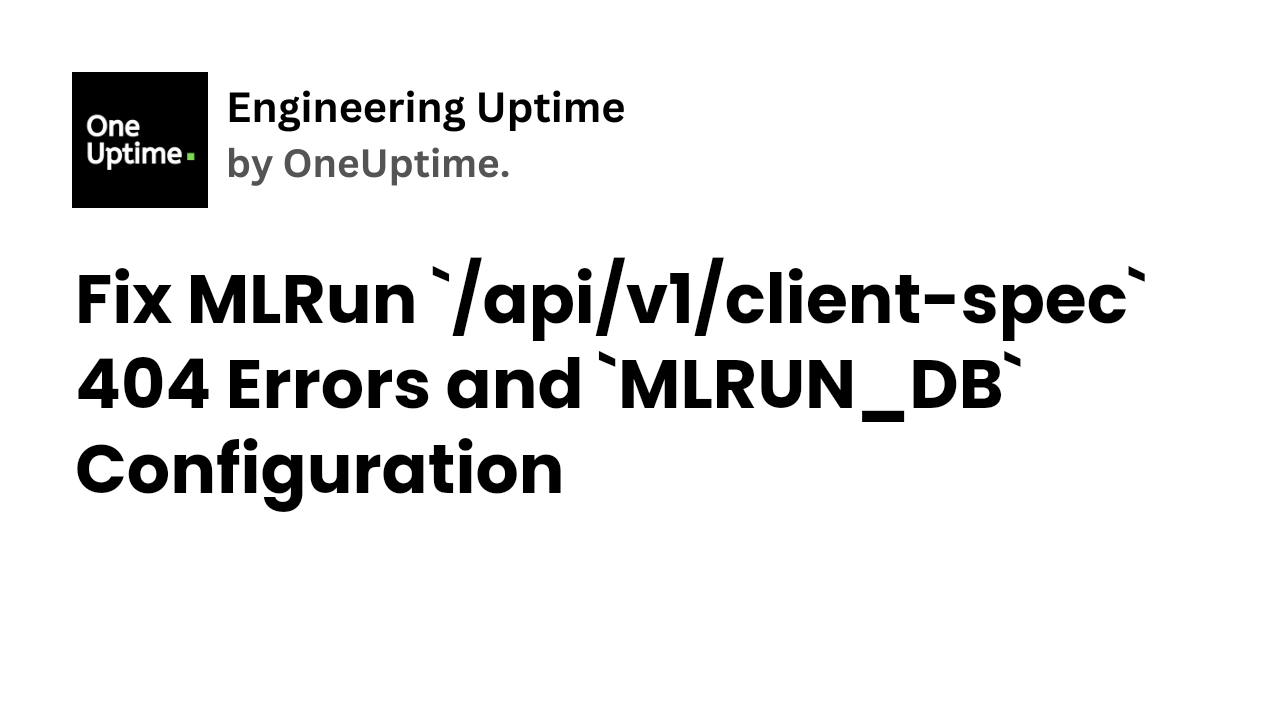 One
Uptime.
Engineering Uptime
by OneUptime.
Fix MLRun `/api/v1/client-spec`
404 Errors and `MLRUN_DB`
Configuration